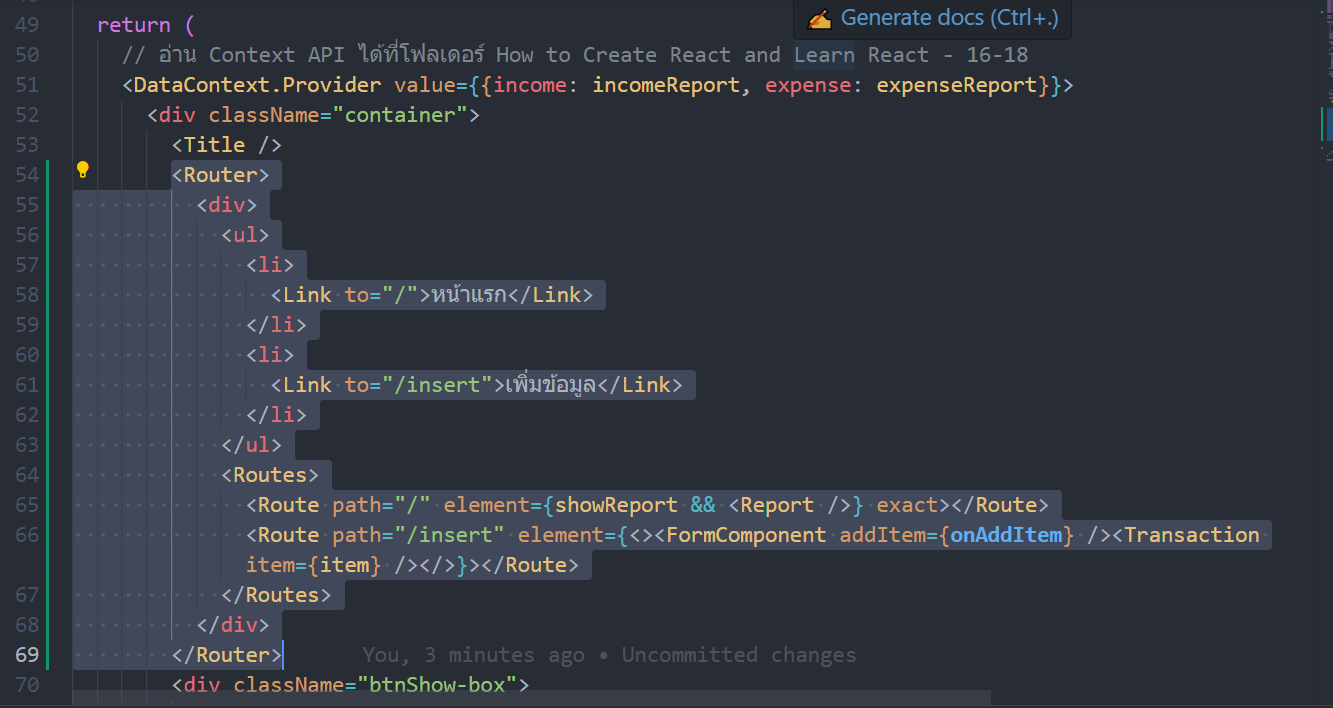 Generate docs (Ctrl+.)
49 return (
50 // อ่าน Context API ได้ที่โฟลเดอร์ How to Create React and Learn React - 16-18
51 <DataContext.Provider value={{income: incomeReport, expense: expenseReport}}>
52 <div className="container">
53 <Title />
54 <Router>
55 <div>
56 <ul>
57 <li>
58 <Link to="/">หน้าแรก</Link>
59 </li>
60 <li>
61 <Link to="/insert">เพิ่มข้อมูล</Link>
62 </li>
63 </ul>
64 <Routes>
65 <Route path="/" element={showReport && <Report />} exact></Route>
66 <Route path="/insert" element={<><FormComponent addItem={onAddItem} /><Transaction
item={item} /></>}></Route>
67 </Routes>
68 </div>
69 </Router> You, 3 minutes ago • Uncommitted changes
70 <div className="btnShow-box">